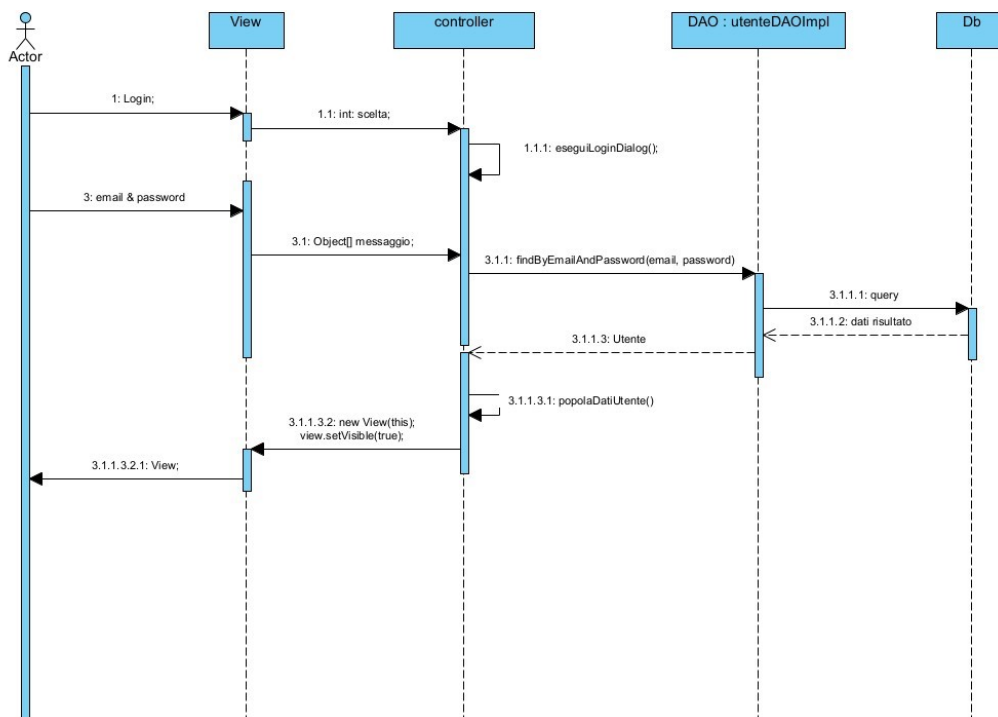 Actor
View
controller
DAO : utenteDAOImpl
Db
1: Login;
1.1: int: scelta;
1.1.1: eseguiLoginDialog();
3: email & password
3.1: Object[] messaggio;
3.1.1: findByEmailAndPassword(email, password)
3.1.1.1: query
3.1.1.2: dati risultato
3.1.1.3: Utente
3.1.1.3.1: popolaDatiUtente()
3.1.1.3.2: new View(this);
view.setVisible(true);
3.1.1.3.2.1: View;